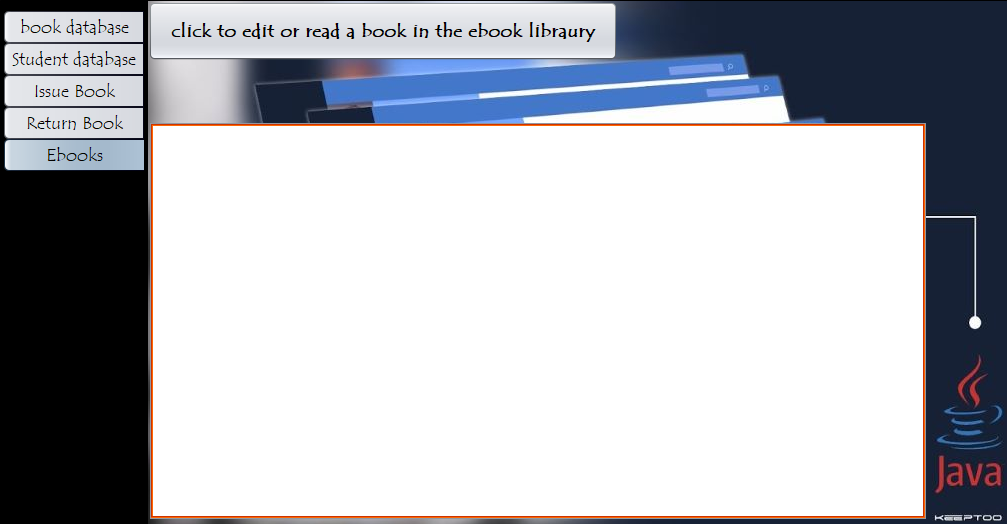 book database
Student database
Issue Book
Return Book
Ebooks
click to edit or read a book in the ebook libraury
Java
KEEPTOO